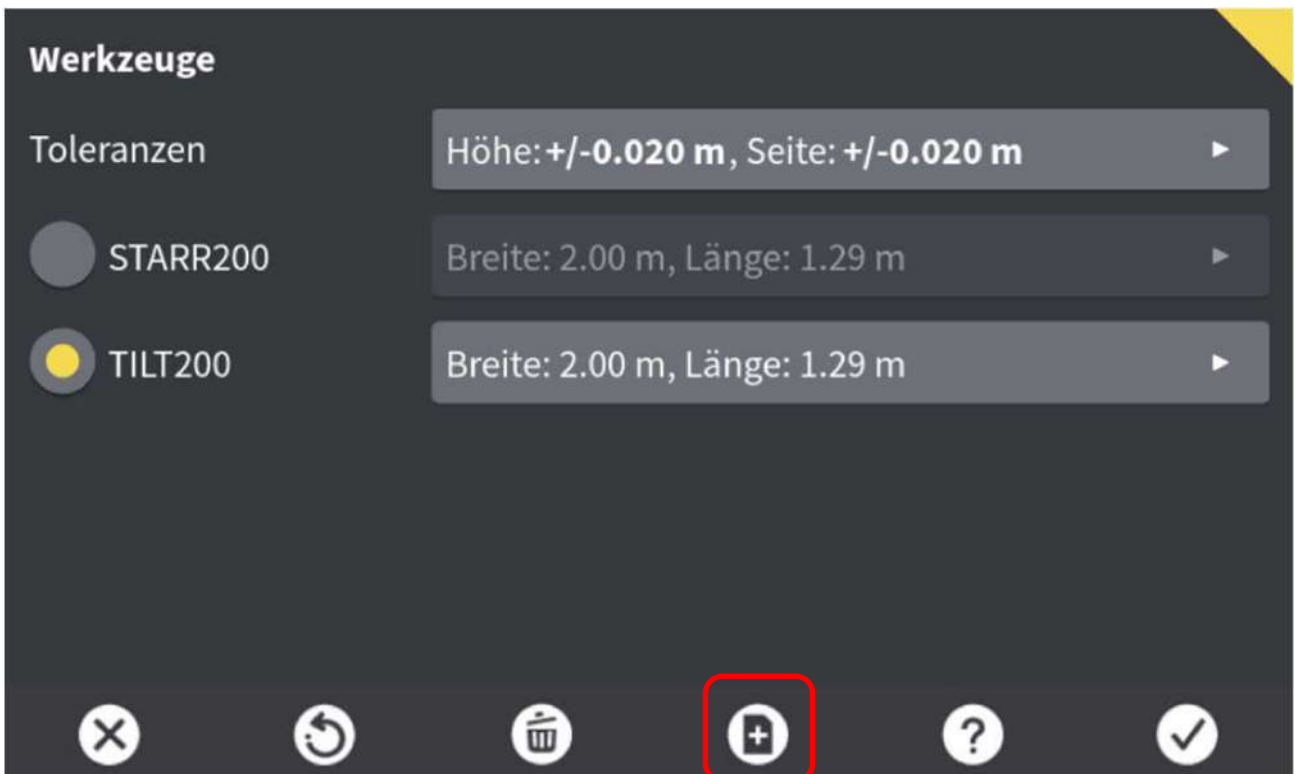 Werkzeuge
Toleranzen Höhe: +/-0.020 m, Seite: +/-0.020 m
STARR200 Breite: 2.00 m, Länge: 1.29 m
TILT200 Breite: 2.00 m, Länge: 1.29 m
?